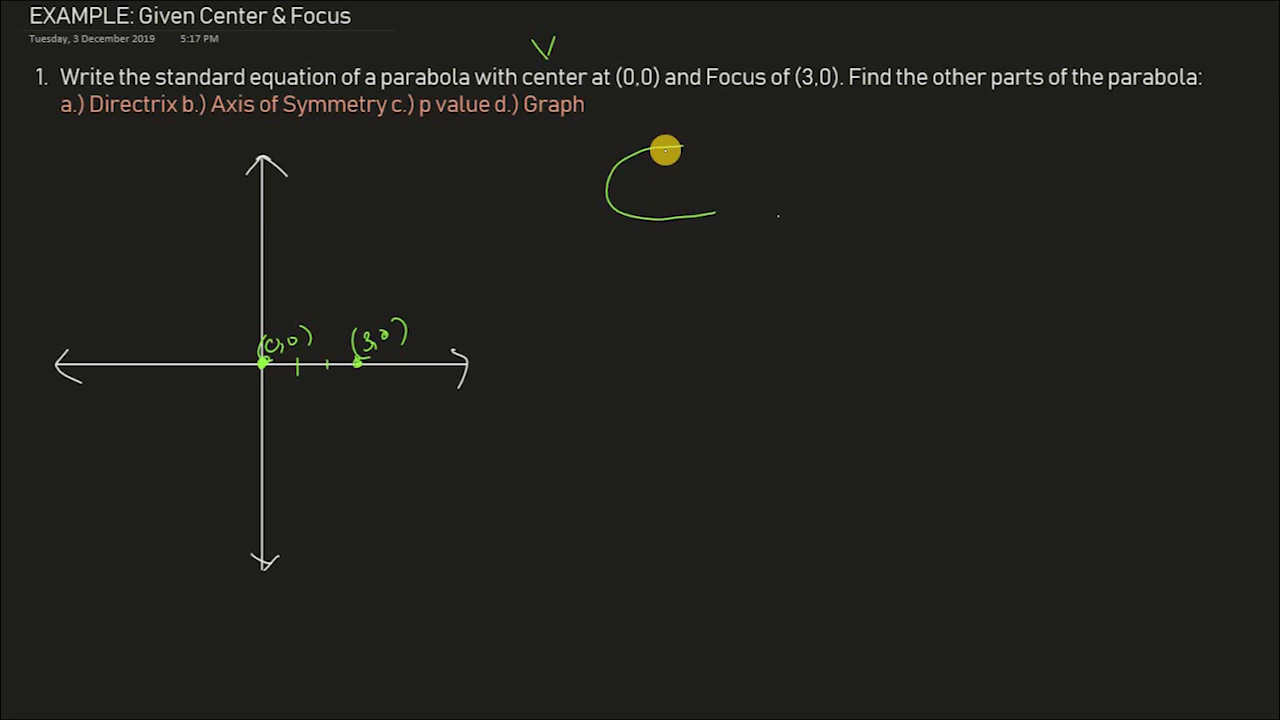 EXAMPLE: Given Center & Focus
Tuesday, 3 December 2019 5:17 PM
V
1. Write the standard equation of a parabola with center at (0,0) and Focus of (3,0). Find the other parts of the parabola:
a.) Directrix b.) Axis of Symmetry c.) p value d.) Graph
(0,0) (3,0)